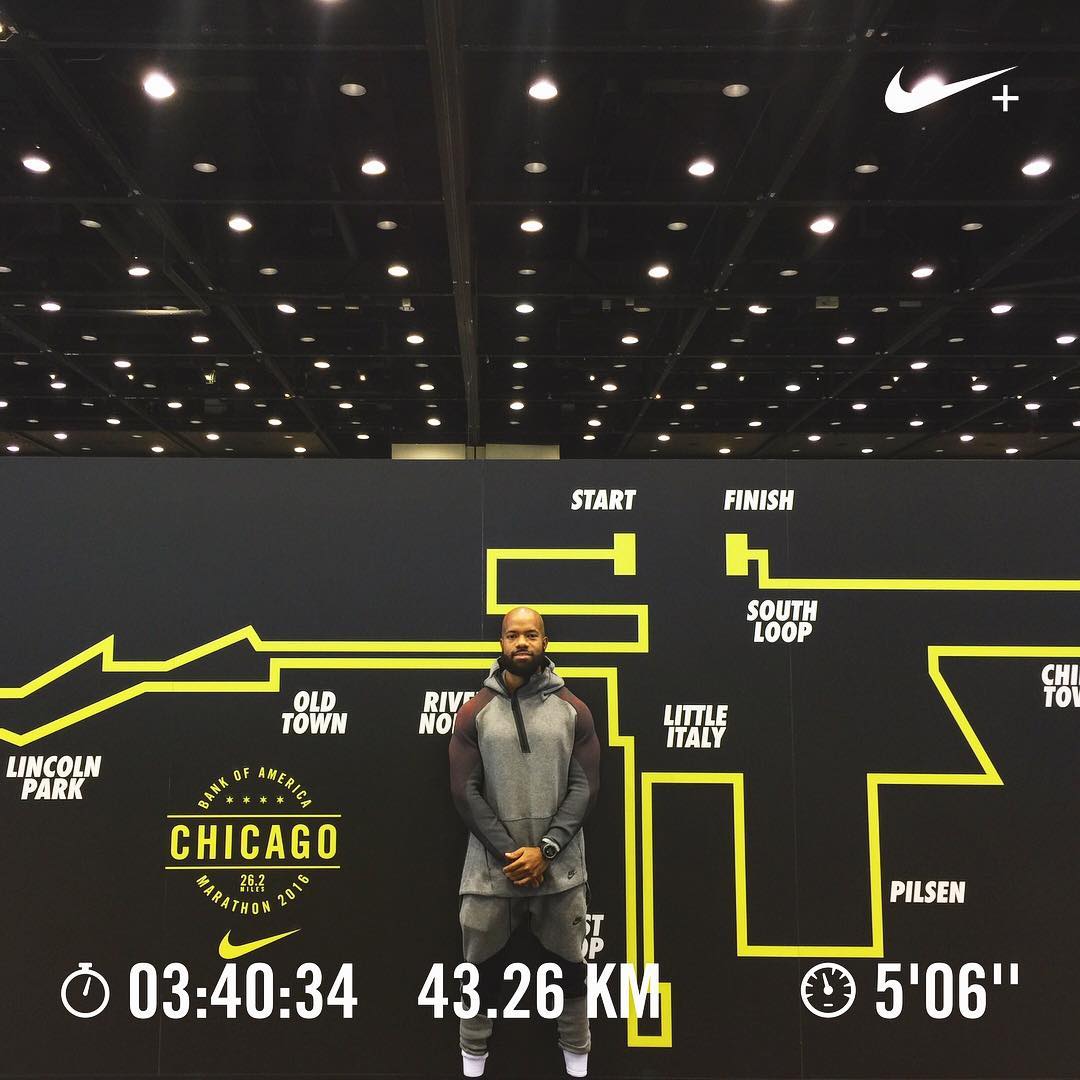 +
START
FINISH
SOUTH
LOOP
OLD
TOWN
LITTLE
ITALY
LINCOLN
PARK
BANK OF AMERICA
CHICAGO
26.2
MILES
MARATHON 2016
PILSEN
03:40:34
43.26 KM
5'06''